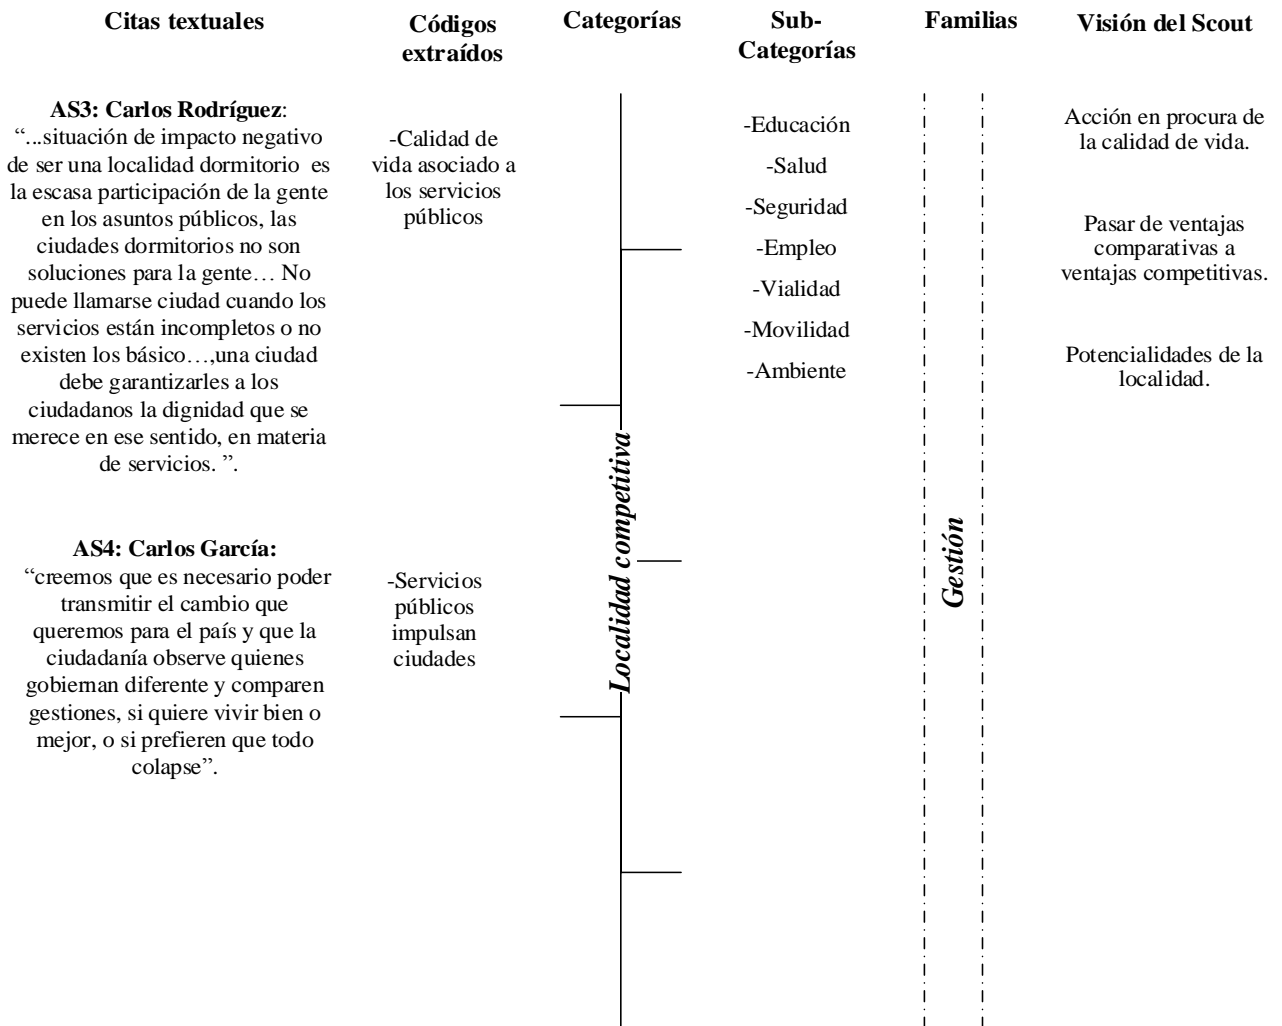 Citas textuales
Códigos
extraídos
Categorías
Sub-
Categorías
Familias
Visión del Scout
AS3: Carlos Rodríguez:
“...situación de impacto negativo
de ser una localidad dormitorio es
la escasa participación de la gente
en los asuntos públicos, las
ciudades dormitorios no son
soluciones para la gente… No
puede llamarse ciudad cuando los
servicios están incompletos o no
existen los básico…,una ciudad
debe garantizarles a los
ciudadanos la dignidad que se
merece en ese sentido, en materia
de servicios. ”.
AS4: Carlos García:
“creemos que es necesario poder
transmitir el cambio que
queremos para el país y que la
ciudadanía observe quienes
gobiernan diferente y comparen
gestiones, si quiere vivir bien o
mejor, o si prefieren que todo
colapse”.
-Calidad de
vida asociado a
los servicios
públicos
-Servicios
públicos
impulsan
ciudades
Localidad competitiva
-Educación
-Salud
-Seguridad
-Empleo
-Vialidad
-Movilidad
-Ambiente
Gestión
Acción en procura de
la calidad de vida.
Pasar de ventajas
comparativas a
ventajas competitivas.
Potencialidades de la
localidad.